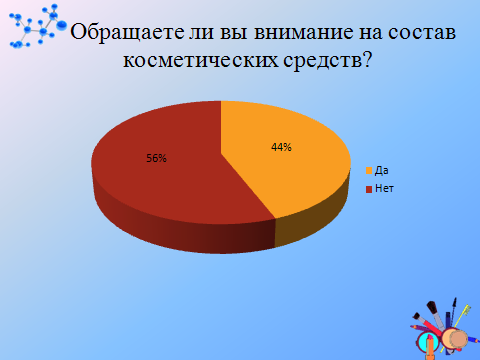 Обращаете ли вы внимание на состав
косметических средств?
44%
56%
Да
Нет